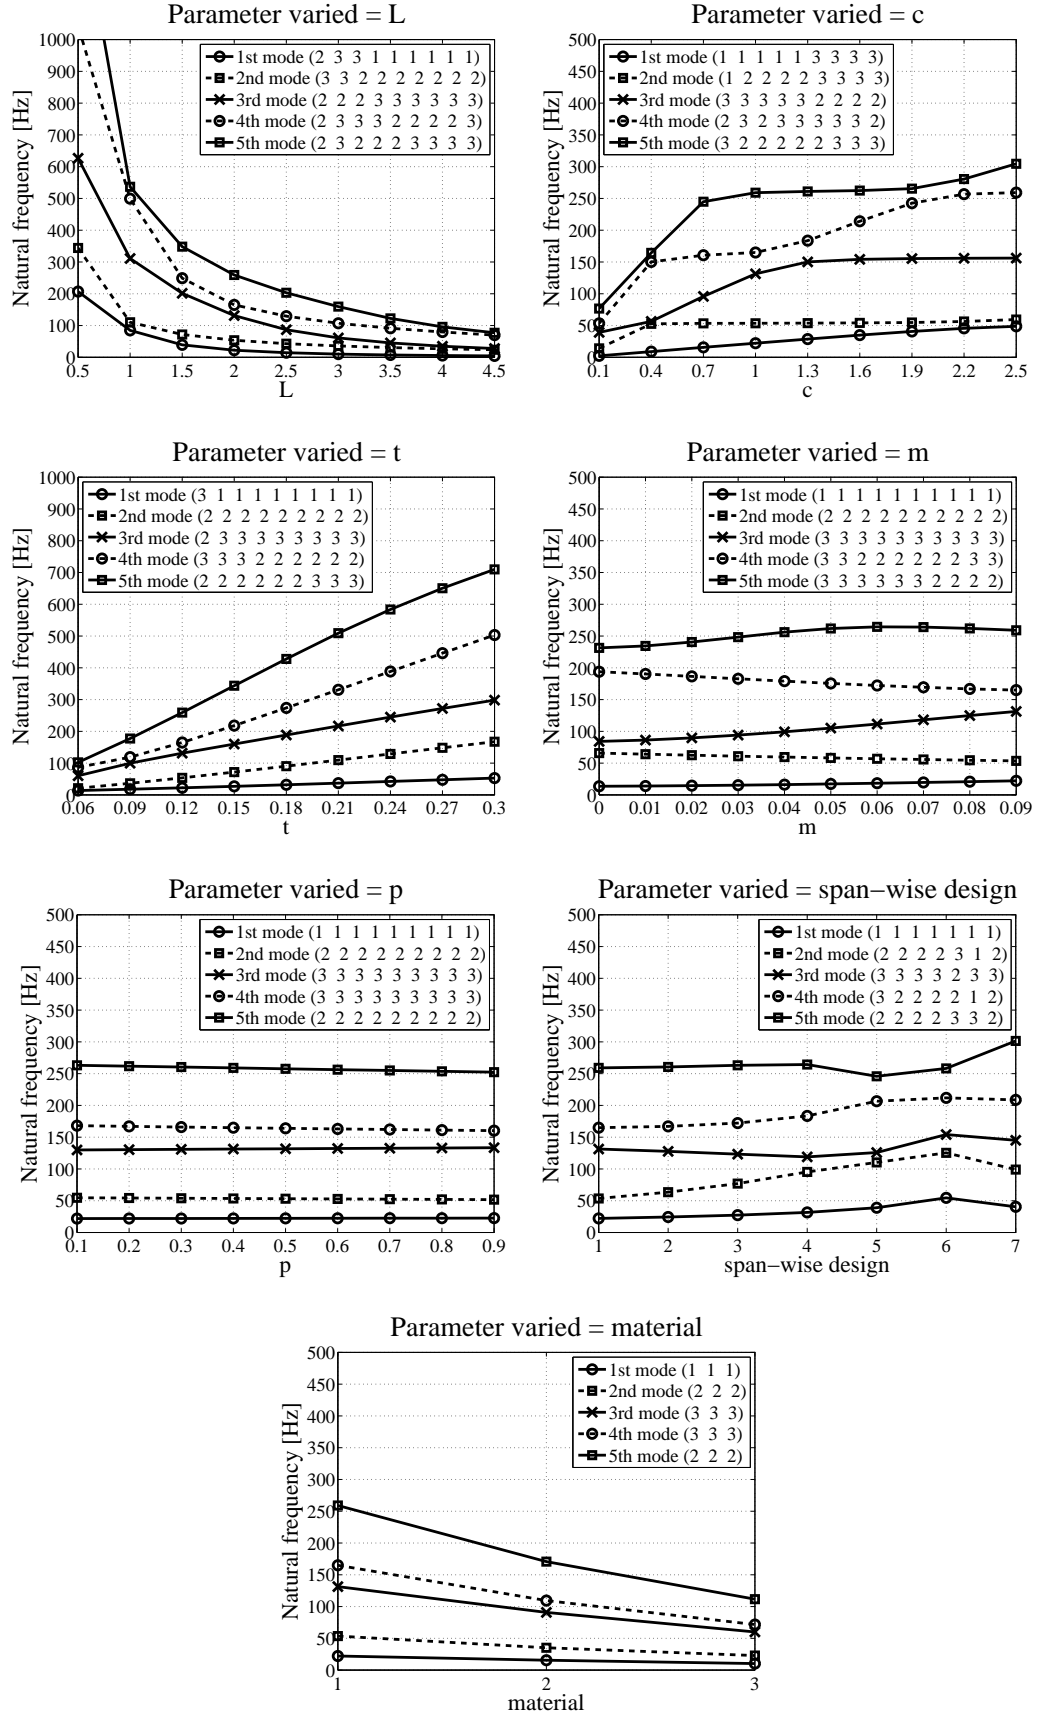 Parameter varied = L
1000
900
800
700
600
500
400
300
200
100
0
Natural frequency [Hz]
1st mode (2 3 3 1 1 1 1 1 1)
2nd mode (3 3 2 2 2 2 2 2 2)
3rd mode (2 2 2 3 3 3 3 3 3)
4th mode (2 3 3 3 2 2 2 2 3)
5th mode (2 3 2 2 2 3 3 3 3)
0.5 1 1.5 2 2.5 3 3.5 4 4.5
L
Parameter varied = c
500
450
400
350
300
250
200
150
100
50
0
Natural frequency [Hz]
1st mode (1 1 1 1 1 3 3 3 3)
2nd mode (1 2 2 2 2 3 3 3 3)
3rd mode (3 3 3 3 3 2 2 2 2)
4th mode (2 3 2 3 3 3 3 3 2)
5th mode (3 2 2 2 2 2 3 3 3)
0.1 0.4 0.7 1 1.3 1.6 1.9 2.2 2.5
c
Parameter varied = t
1000
900
800
700
600
500
400
300
200
100
0
Natural frequency [Hz]
1st mode (3 1 1 1 1 1 1 1 1)
2nd mode (2 2 2 2 2 2 2 2 2)
3rd mode (2 3 3 3 3 3 3 3 3)
4th mode (3 3 3 2 2 2 2 2 2)
5th mode (2 2 2 2 2 2 3 3 3)
0.06 0.09 0.12 0.15 0.18 0.21 0.24 0.27 0.3
t
Parameter varied = m
500
450
400
350
300
250
200
150
100
50
0
Natural frequency [Hz]
1st mode (1 1 1 1 1 1 1 1 1 1)
2nd mode (2 2 2 2 2 2 2 2 2 2)
3rd mode (3 3 3 3 3 3 3 3 3 3)
4th mode (3 3 2 2 2 2 2 2 3 3)
5th mode (3 3 3 3 3 3 2 2 2 2)
0 0.01 0.02 0.03 0.04 0.05 0.06 0.07 0.08 0.09
m
Parameter varied = p
500
450
400
350
300
250
200
150
100
50
0
Natural frequency [Hz]
1st mode (1 1 1 1 1 1 1 1 1)
2nd mode (2 2 2 2 2 2 2 2 2)
3rd mode (3 3 3 3 3 3 3 3 3)
4th mode (3 3 3 3 3 3 3 3 3)
5th mode (2 2 2 2 2 2 2 2 2)
0.1 0.2 0.3 0.4 0.5 0.6 0.7 0.8 0.9
p
Parameter varied = span−wise design
500
450
400
350
300
250
200
150
100
50
0
Natural frequency [Hz]
1st mode (1 1 1 1 1 1 1)
2nd mode (2 2 2 2 3 1 2)
3rd mode (3 3 3 3 2 3 3)
4th mode (3 2 2 2 2 1 2)
5th mode (2 2 2 2 3 3 2)
1 2 3 4 5 6 7
span−wise design
Parameter varied = material
500
450
400
350
300
250
200
150
100
50
0
Natural frequency [Hz]
1st mode (1 1 1)
2nd mode (2 2 2)
3rd mode (3 3 3)
4th mode (3 3 3)
5th mode (2 2 2)
1 2 3
material